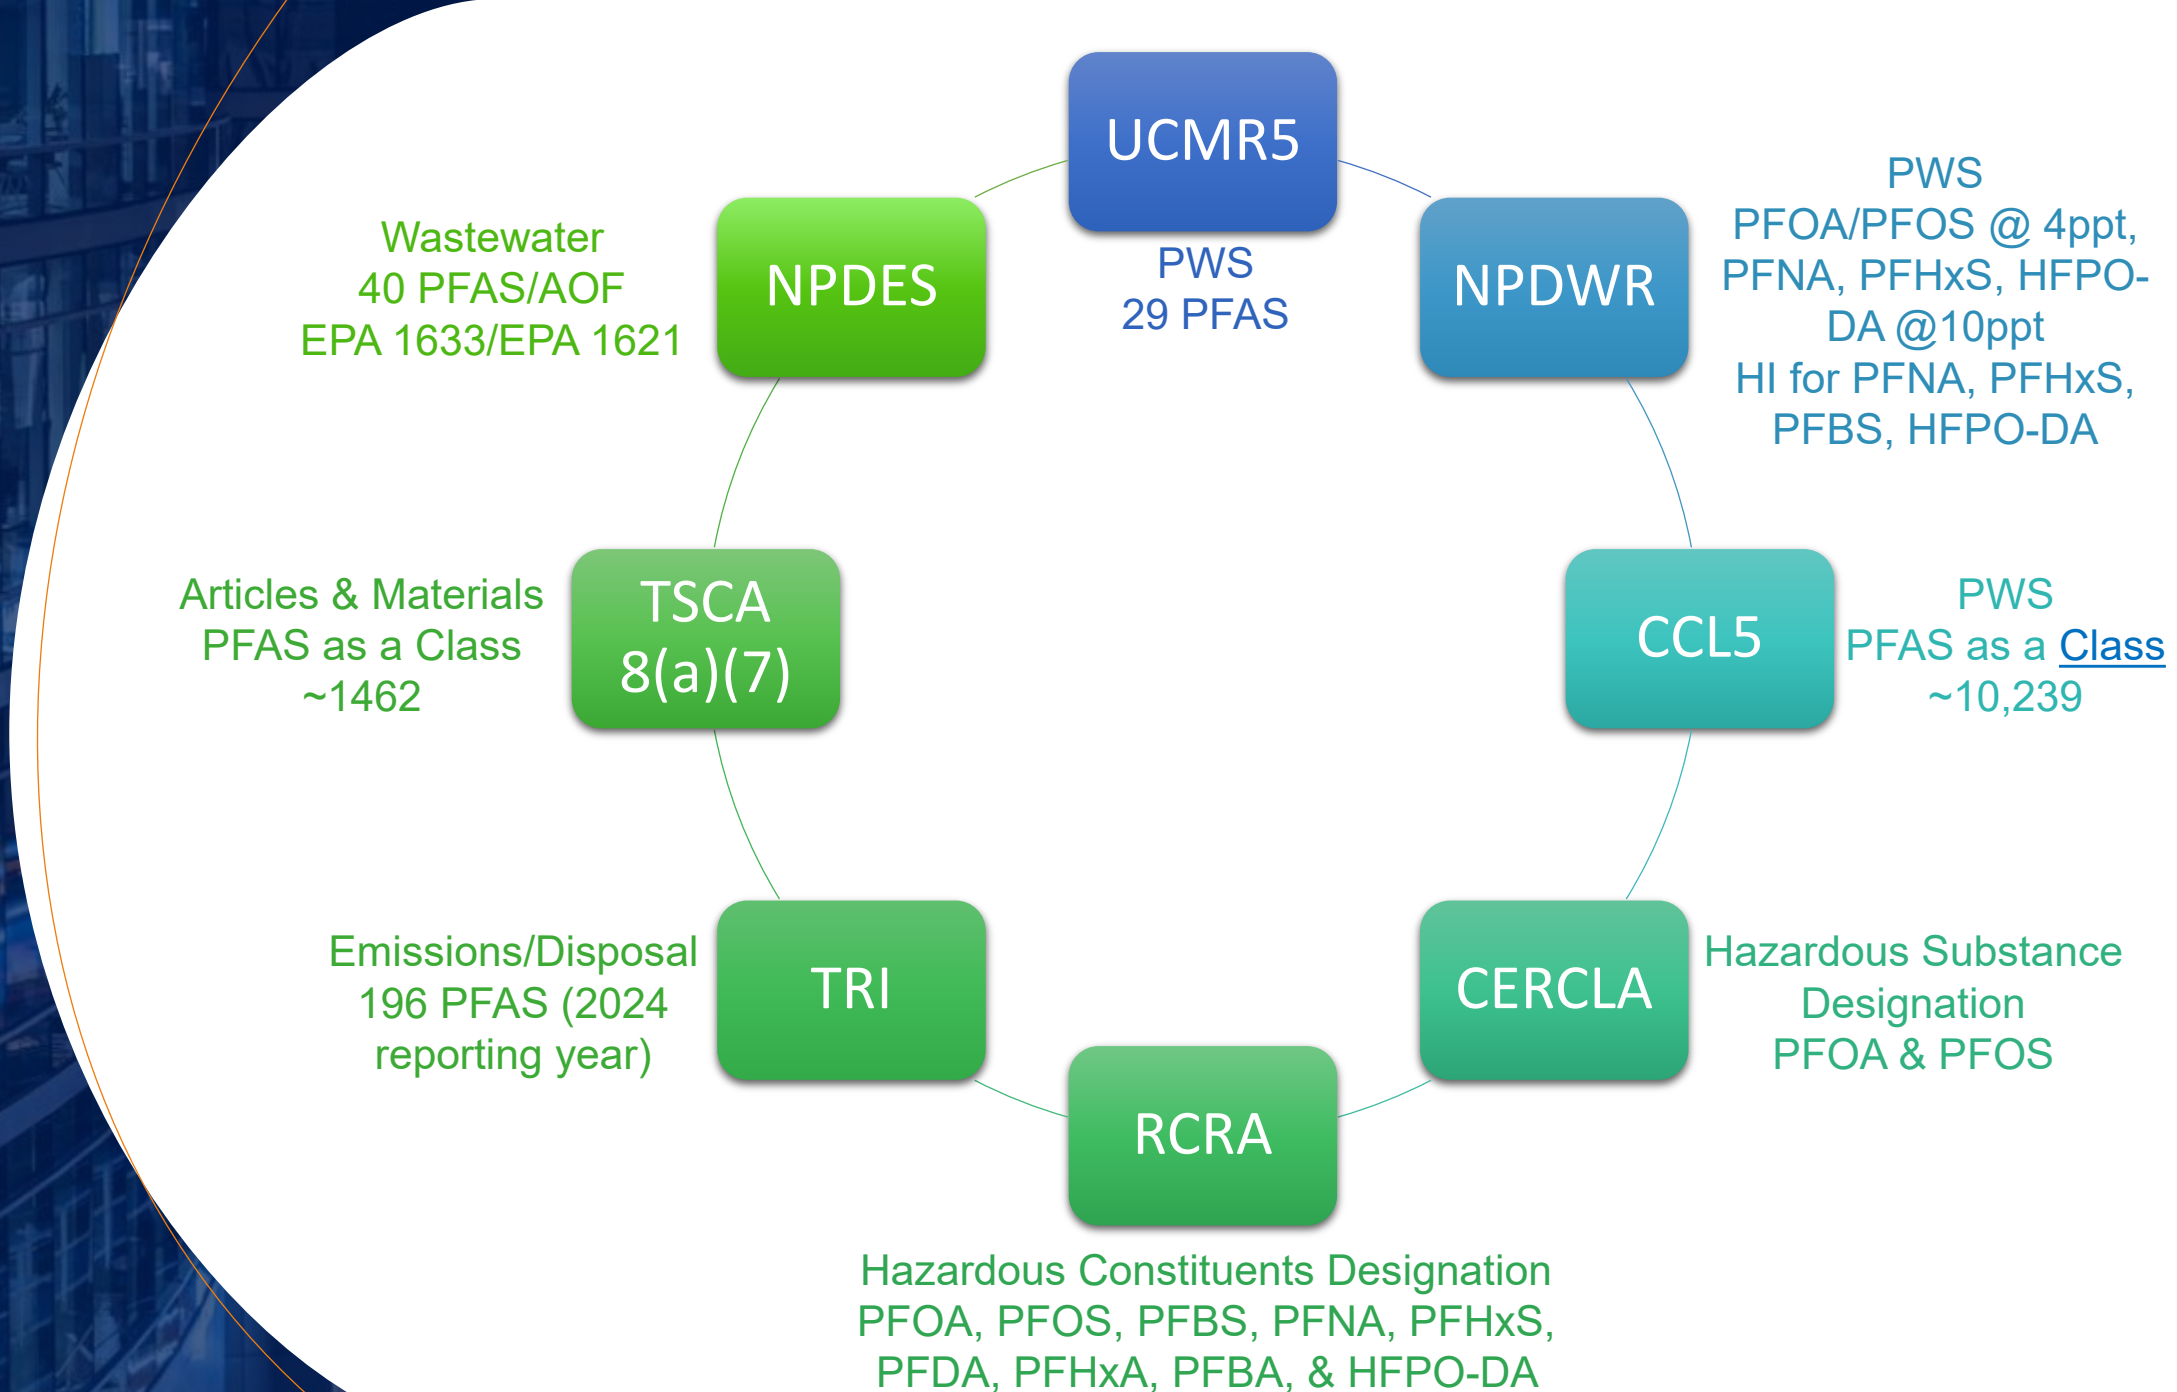 UCMR5
PWS
29 PFAS
NPDWR
PWS
PFOA/PFOS @ 4ppt,
PFNA, PFHxS, HFPO-
DA @10ppt
HI for PFNA, PFHxS,
PFBS, HFPO-DA
CCL5
PWS
PFAS as a Class
~10,239
CERCLA
Hazardous Substance
Designation
PFOA & PFOS
RCRA
Hazardous Constituents Designation
PFOA, PFOS, PFBS, PFNA, PFHxS,
PFDA, PFHxA, PFBA, & HFPO-DA
TRI
Emissions/Disposal
196 PFAS (2024
reporting year)
TSCA
8(a)(7)
Articles & Materials
PFAS as a Class
~1462
NPDES
Wastewater
40 PFAS/AOF
EPA 1633/EPA 1621